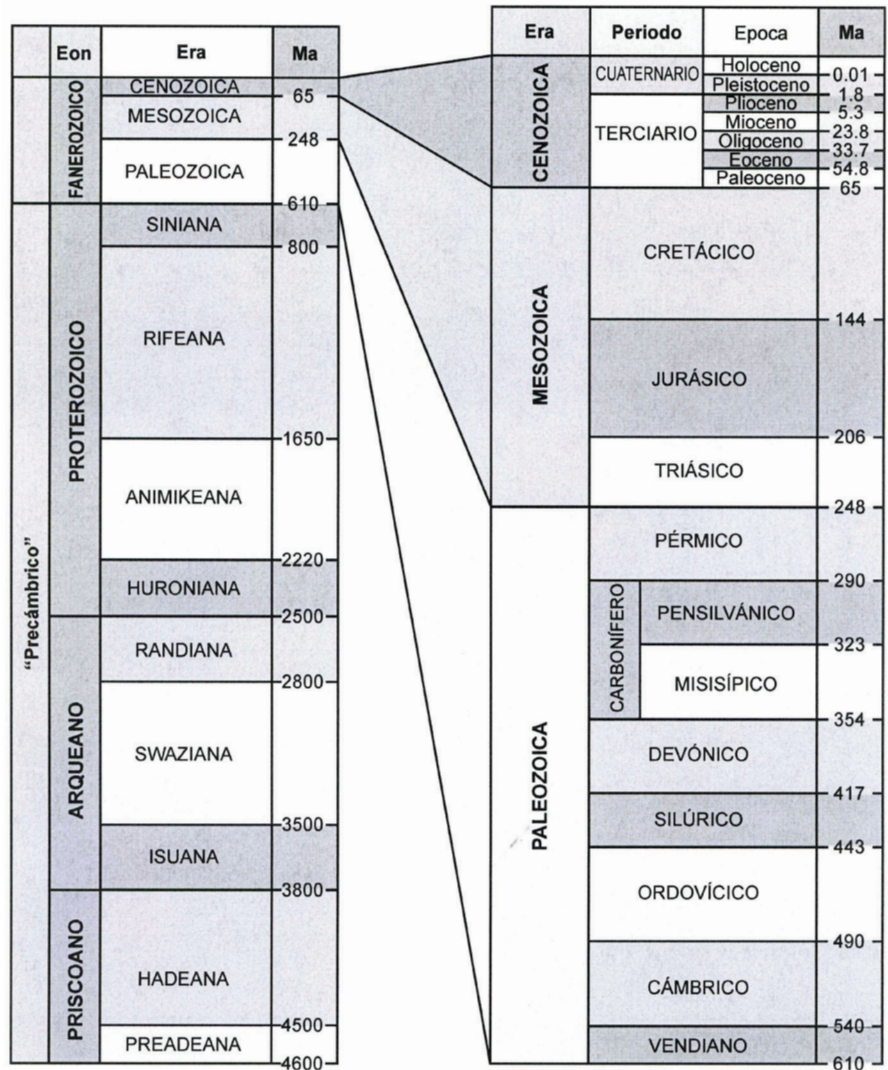 Eon Era Ma
FANEROZOICO
CENOZOICA
65
MESOZOICA
248
PALEOZOICA
610
"Precámbrico"
PROTEROZOICO
SINIANA
800
RIFEANA
1650
ANIMIKEANA
2220
HURONIANA
2500
ARQUEANO
RANDIANA
2800
SWAZIANA
3500
ISUANA
3800
PRISCOANO
HADEANA
4500
PREADEANA
4600
Era Periodo Epoca Ma
CENOZOICA
CUATERNARIO
Holoceno
0.01
Pleistoceno
1.8
TERCIARIO
Plioceno
5.3
Mioceno
23.8
Oligoceno
33.7
Eoceno
54.8
Paleoceno
65
MESOZOICA
CRETÁCICO
144
JURÁSICO
206
TRIÁSICO
248
PALEOZOICA
PÉRMICO
290
CARBONÍFERO
PENSILVÁNICO
323
MISISÍPICO
354
DEVÓNICO
417
SILÚRICO
443
ORDOVÍCICO
490
CÁMBRICO
540
VENDIANO
610